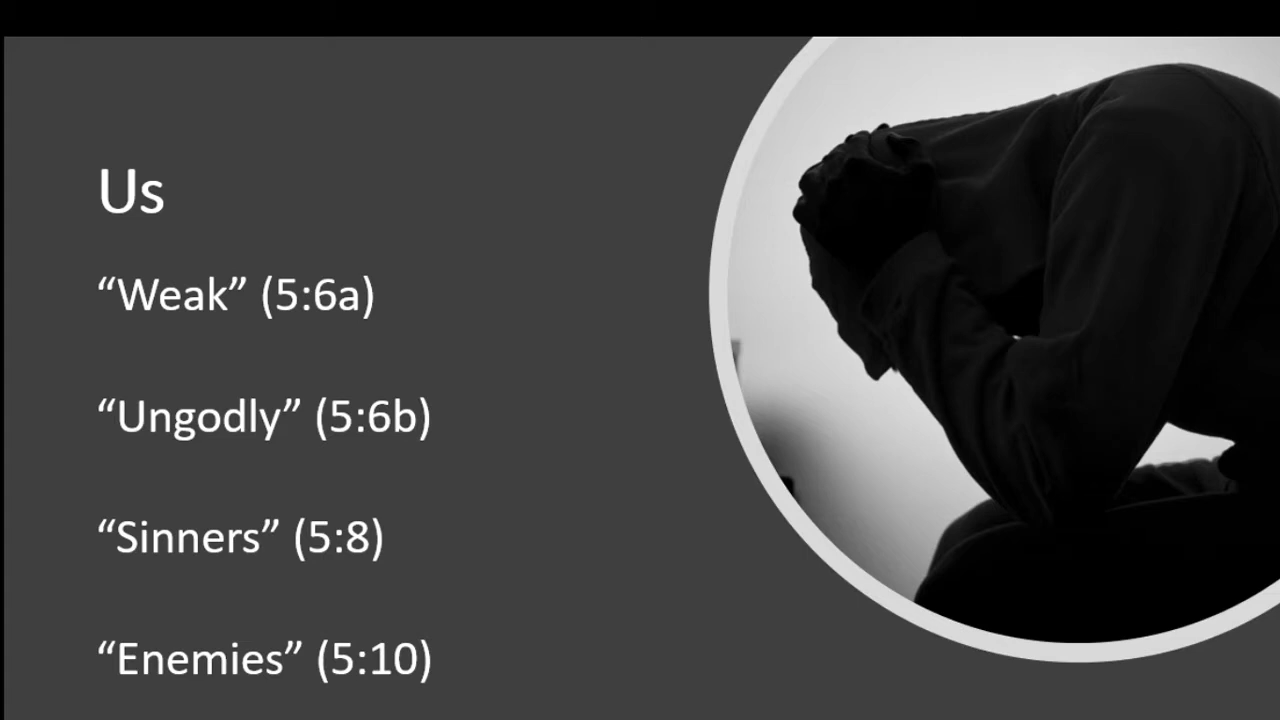 Us
“Weak” (5:6a)
“Ungodly” (5:6b)
“Sinners” (5:8)
“Enemies” (5:10)